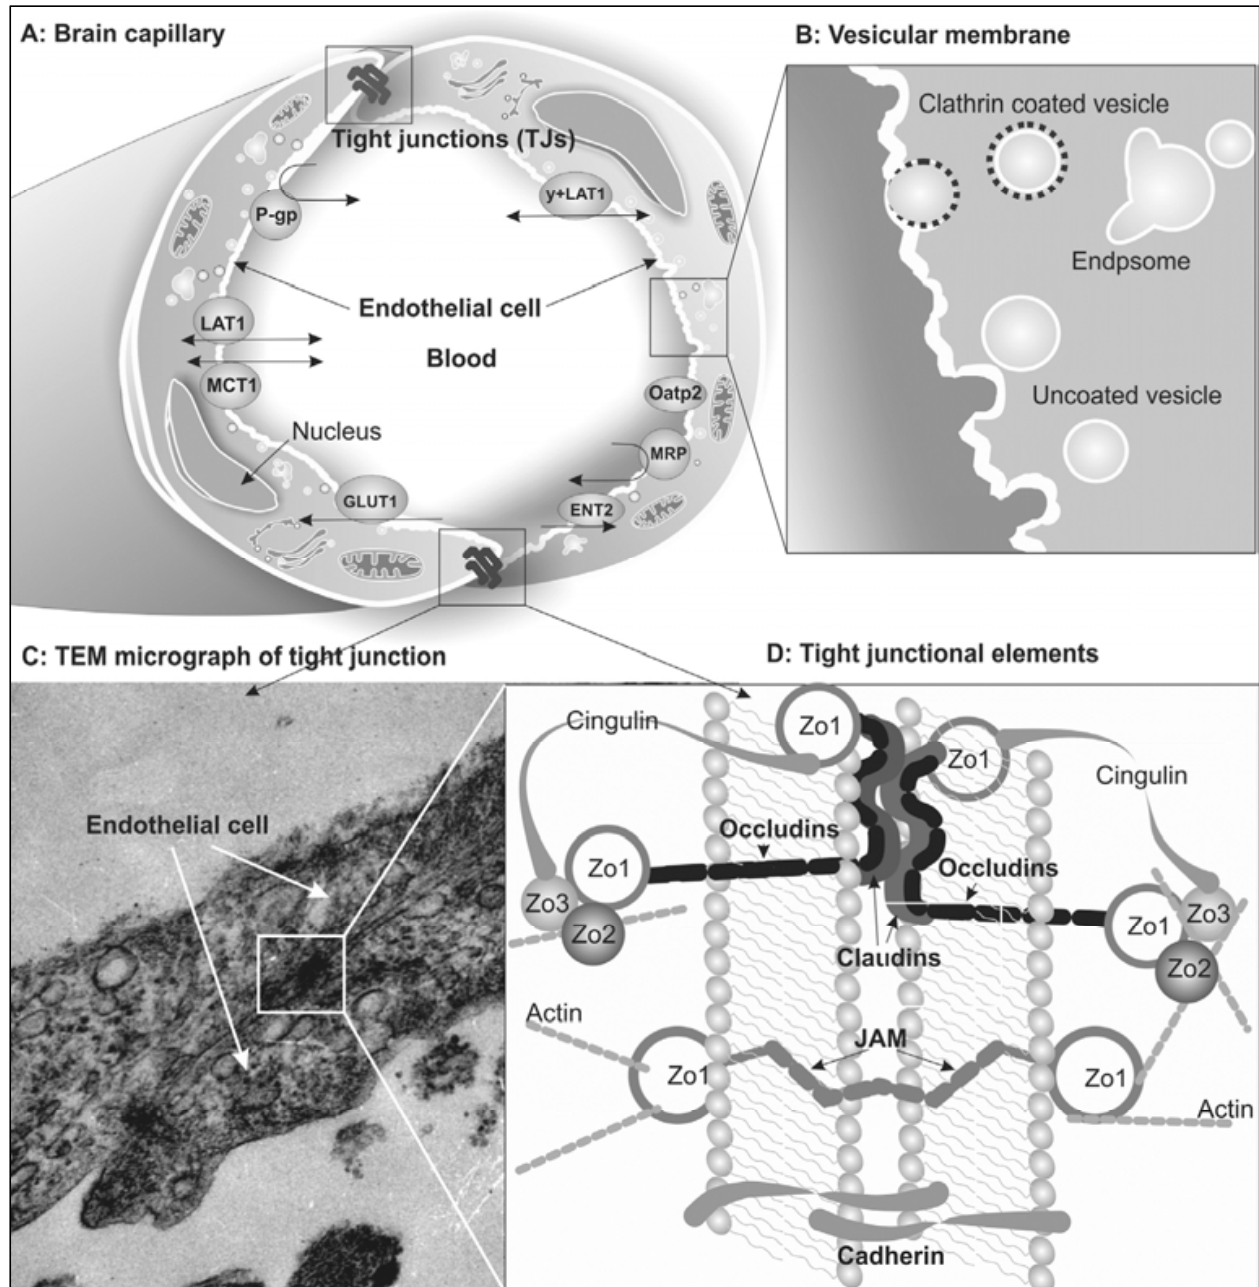 A: Brain capillary
Tight junctions (TJs)
P-gp
y+LAT1
Endothelial cell
LAT1
Blood
MCT1
Oatp2
Nucleus
MRP
GLUT1
ENT2
B: Vesicular membrane
Clathrin coated vesicle
Endpsome
Uncoated vesicle
C: TEM micrograph of tight junction
Endothelial cell
D: Tight junctional elements
Cingulin
Zo1
Zo1
Cingulin
Occludins
Zo1
Occludins
Zo3
Zo2
Zo1
Zo3
Zo2
Claudins
Actin
JAM
Zo1
Zo1
Actin
Cadherin